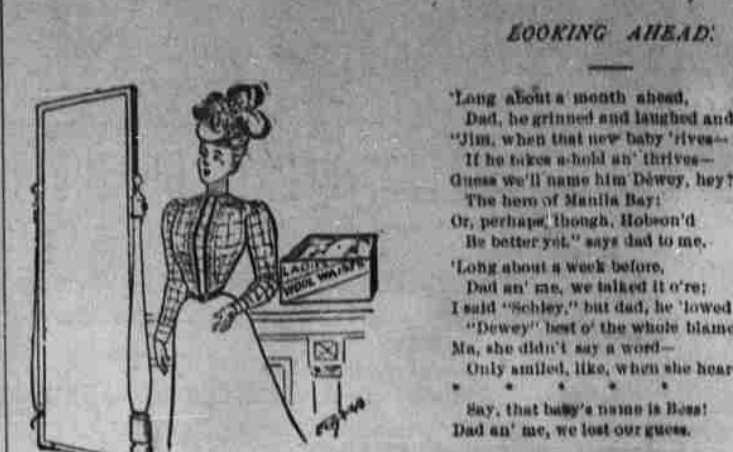 LOOKING AHEAD.
'Long about a month ahead,
Dad, he grinned and laughed and
"Jim, when that new baby 'rives—
If he takes a-hold an' thrives—
Guess we'll name him Dewey, hey?
The hero of Manila Bay;
Or, perhaps, though, Hobson'd
Be better yet," says dad to me.
'Long about a week before,
Dad an' me, we talked it o're;
I said "Schley," but dad, he 'lowed
"Dewey" best o' the whole blame
Ma, she didn't say a word—
Only smiled, like, when she hear
* * * * *
Say, that baby's name is Bess!
Dad an' me, we lost our guess.
LADIES
WOOL WAISTS